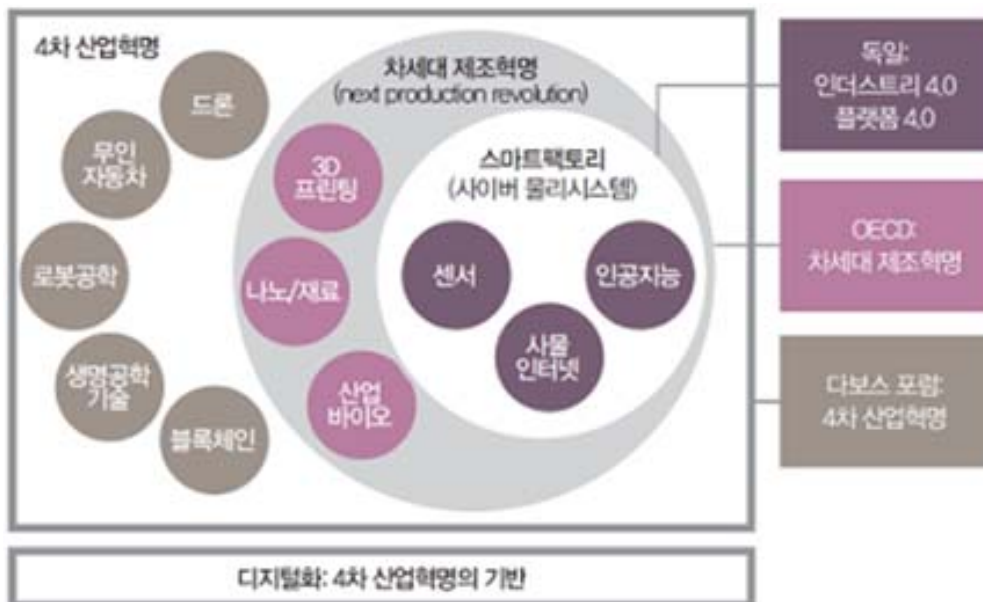 4차 산업혁명
드론
무인
자동차
로봇공학
생명공학
기술
블록체인
차세대 제조혁명
(next production revolution)
3D
프린팅
나노/재료
산업
바이오
스마트팩토리
(사이버 물리시스템)
센서
인공지능
사물
인터넷
독일:
인더스트리 4.0
플랫폼 4.0
OECD:
차세대 제조혁명
다보스 포럼:
4차 산업혁명
디지털화: 4차 산업혁명의 기반